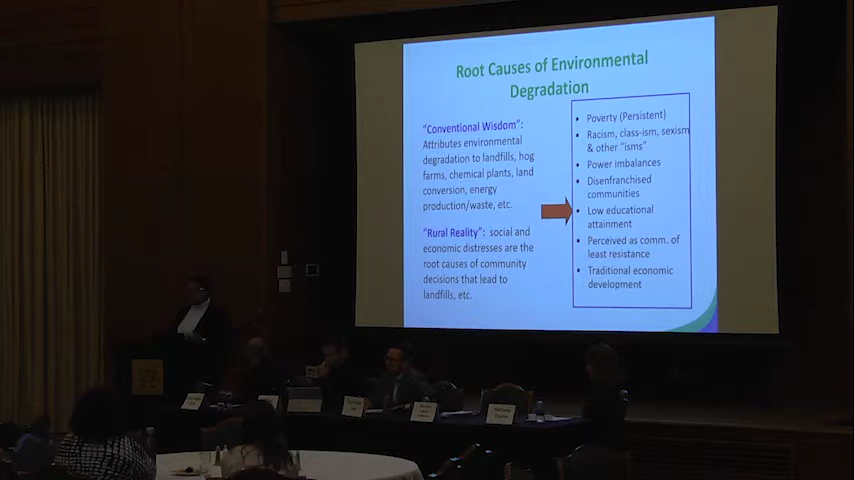 Root Causes of Environmental
Degradation
“Conventional Wisdom”:
Attributes environmental
degradation to landfills, hog
farms, chemical plants, land
conversion, energy
production/waste, etc.
“Rural Reality”: social and
economic distresses are the
root causes of community
decisions that lead to
landfills, etc.
• Poverty (Persistent)
• Racism, class-ism, sexism
& other “isms”
• Power imbalances
• Disenfranchised
communities
• Low educational
attainment
• Perceived as comm. of
least resistance
• Traditional economic
development